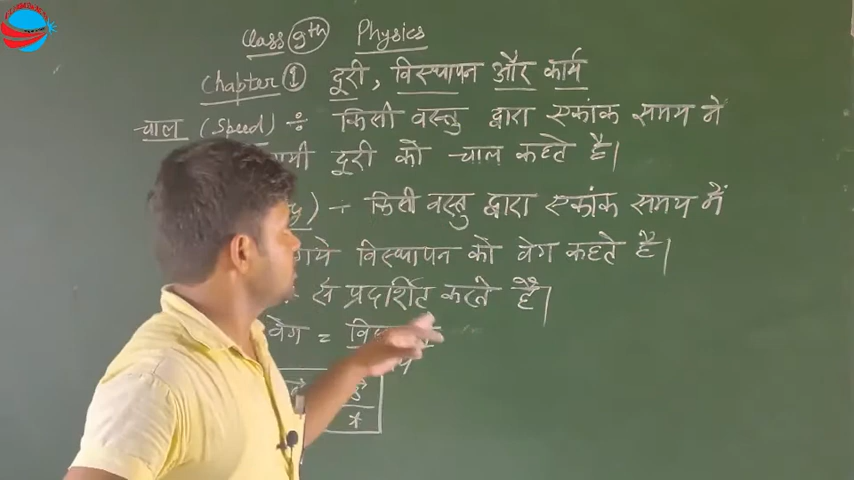 Class 9th Physics
Chapter 1 दूरी, विस्थापन और कार्य
चाल (Speed) ÷ किसी वस्तु द्वारा एकांक समय में
दूरी को चाल कहते है।
÷ किसी वस्तु द्वारा एकांक समय में
गये विस्थापन को वेग कहते है।
से प्रदर्शित करते है।
वेग =